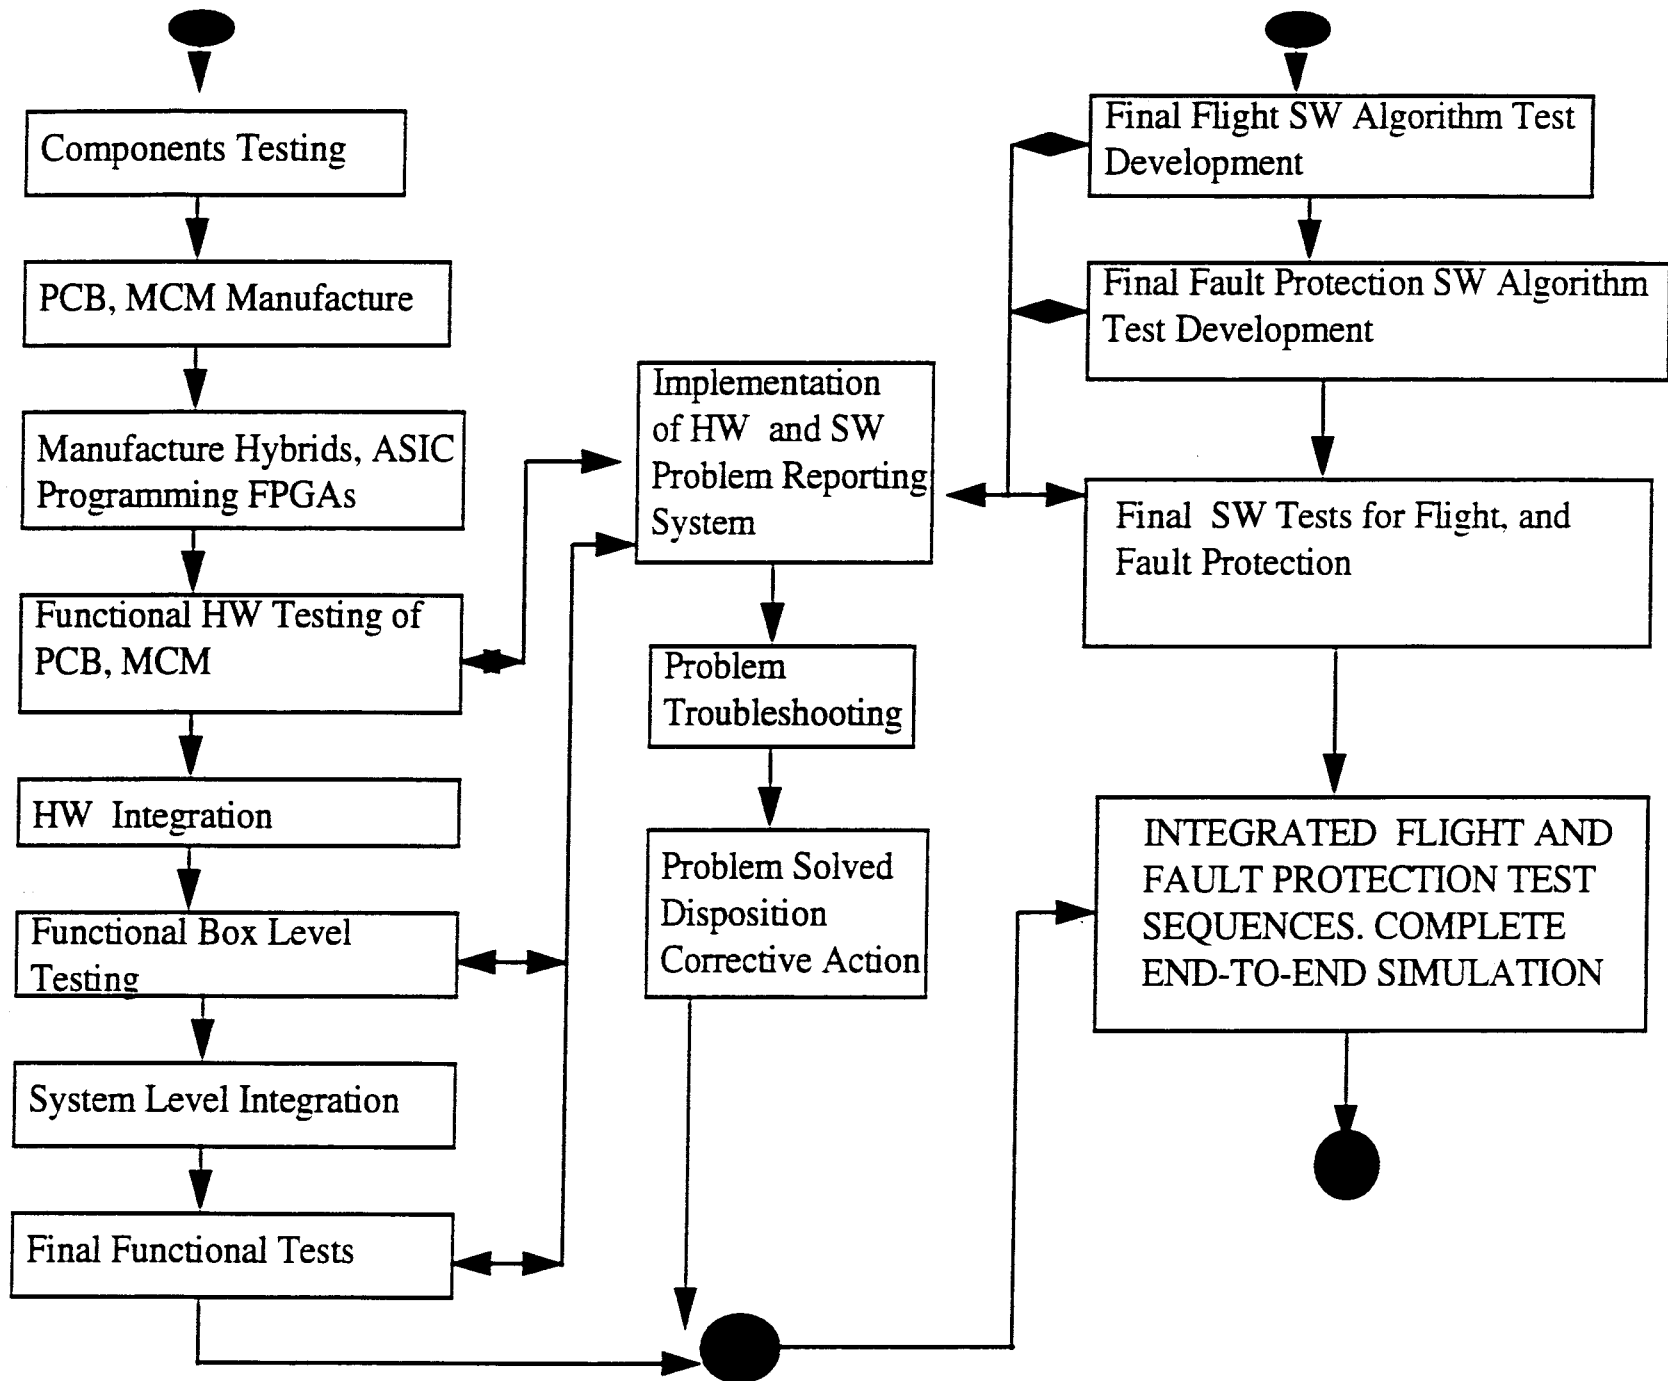 Components Testing
PCB, MCM Manufacture
Manufacture Hybrids, ASIC
Programming FPGAs
Functional HW Testing of
PCB, MCM
HW Integration
Functional Box Level
Testing
System Level Integration
Final Functional Tests
Implementation
of HW and SW
Problem Reporting
System
Problem
Troubleshooting
Problem Solved
Disposition
Corrective Action
Final Flight SW Algorithm Test
Development
Final Fault Protection SW Algorithm
Test Development
Final SW Tests for Flight, and
Fault Protection
INTEGRATED FLIGHT AND
FAULT PROTECTION TEST
SEQUENCES. COMPLETE
END-TO-END SIMULATION